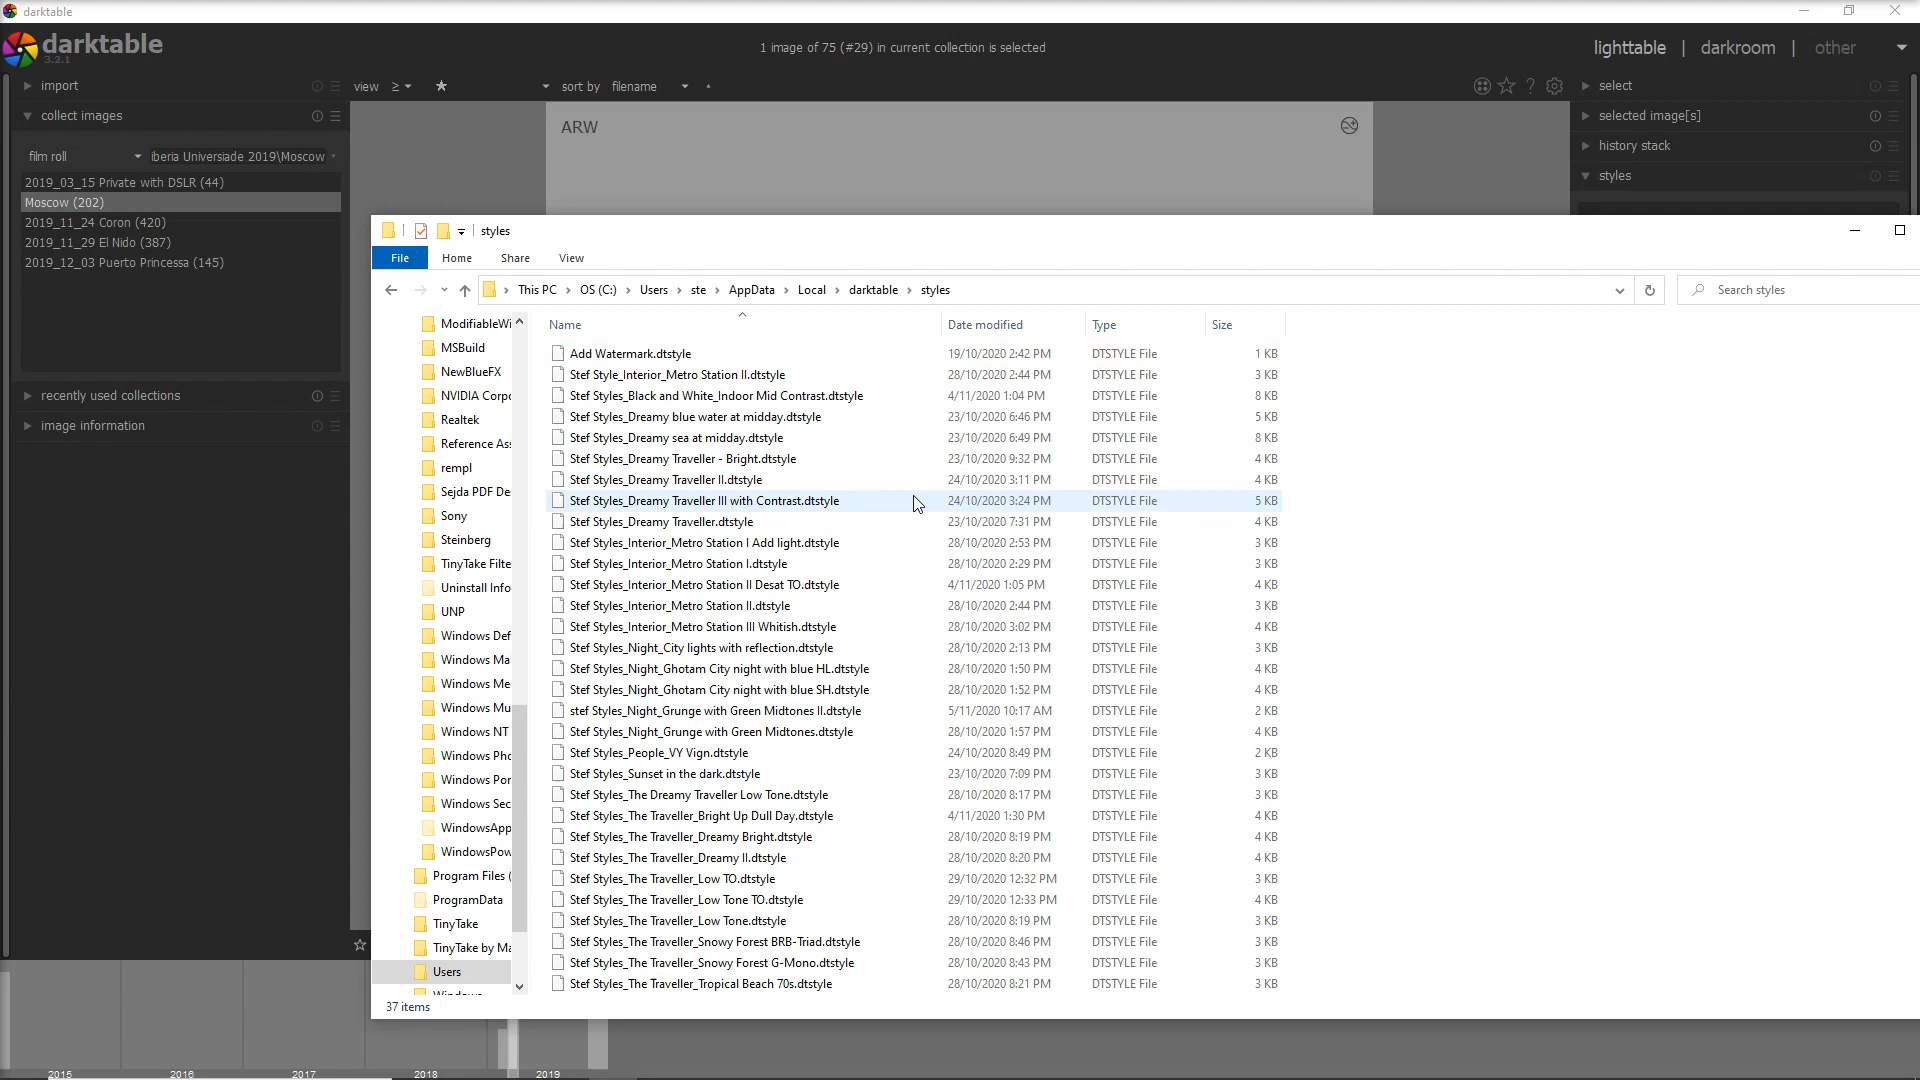 darktable
darktable
3.2.1
1 image of 75 (#29) in current collection is selected
lighttable | darkroom | other
import
view ≥ ★ sort by filename
select
collect images
selected image[s]
ARW
history stack
film roll iberia Universiade 2019\Moscow
styles
2019_03_15 Private with DSLR (44)
Moscow (202)
2019_11_24 Coron (420)
2019_11_29 El Nido (387)
2019_12_03 Puerto Princessa (145)
recently used collections
image information
styles
File Home Share View
This PC > OS (C:) > Users > ste > AppData > Local > darktable > styles
Search styles
ModifiableWi
MSBuild
NewBlueFX
NVIDIA Corpo
Realtek
Reference Ass
rempl
Sejda PDF De
Sony
Steinberg
TinyTake Filte
Uninstall Info
UNP
Windows Def
Windows Ma
Windows Me
Windows Mu
Windows NT
Windows Pho
Windows Por
Windows Sec
WindowsApp
WindowsPow
Program Files (
ProgramData
TinyTake
TinyTake by Ma
Users
Windows
Name Date modified Type Size
Add Watermark.dtstyle 19/10/2020 2:42 PM DTSTYLE File 1 KB
Stef Style_Interior_Metro Station II.dtstyle 28/10/2020 2:44 PM DTSTYLE File 3 KB
Stef Styles_Black and White_Indoor Mid Contrast.dtstyle 4/11/2020 1:04 PM DTSTYLE File 8 KB
Stef Styles_Dreamy blue water at midday.dtstyle 23/10/2020 6:46 PM DTSTYLE File 5 KB
Stef Styles_Dreamy sea at midday.dtstyle 23/10/2020 6:49 PM DTSTYLE File 8 KB
Stef Styles_Dreamy Traveller - Bright.dtstyle 23/10/2020 9:32 PM DTSTYLE File 4 KB
Stef Styles_Dreamy Traveller II.dtstyle 24/10/2020 3:11 PM DTSTYLE File 4 KB
Stef Styles_Dreamy Traveller III with Contrast.dtstyle 24/10/2020 3:24 PM DTSTYLE File 5 KB
Stef Styles_Dreamy Traveller.dtstyle 23/10/2020 7:31 PM DTSTYLE File 4 KB
Stef Styles_Interior_Metro Station I Add light.dtstyle 28/10/2020 2:53 PM DTSTYLE File 3 KB
Stef Styles_Interior_Metro Station I.dtstyle 28/10/2020 2:29 PM DTSTYLE File 3 KB
Stef Styles_Interior_Metro Station II Desat TO.dtstyle 4/11/2020 1:05 PM DTSTYLE File 4 KB
Stef Styles_Interior_Metro Station II.dtstyle 28/10/2020 2:44 PM DTSTYLE File 3 KB
Stef Styles_Interior_Metro Station III Whitish.dtstyle 28/10/2020 3:02 PM DTSTYLE File 4 KB
Stef Styles_Night_City lights with reflection.dtstyle 28/10/2020 2:13 PM DTSTYLE File 3 KB
Stef Styles_Night_Ghotam City night with blue HL.dtstyle 28/10/2020 1:50 PM DTSTYLE File 4 KB
Stef Styles_Night_Ghotam City night with blue SH.dtstyle 28/10/2020 1:52 PM DTSTYLE File 4 KB
stef Styles_Night_Grunge with Green Midtones II.dtstyle 5/11/2020 10:17 AM DTSTYLE File 2 KB
Stef Styles_Night_Grunge with Green Midtones.dtstyle 28/10/2020 1:57 PM DTSTYLE File 4 KB
Stef Styles_People_VY Vign.dtstyle 24/10/2020 8:49 PM DTSTYLE File 2 KB
Stef Styles_Sunset in the dark.dtstyle 23/10/2020 7:09 PM DTSTYLE File 3 KB
Stef Styles_The Dreamy Traveller Low Tone.dtstyle 28/10/2020 8:17 PM DTSTYLE File 3 KB
Stef Styles_The Traveller_Bright Up Dull Day.dtstyle 4/11/2020 1:30 PM DTSTYLE File 4 KB
Stef Styles_The Traveller_Dreamy Bright.dtstyle 28/10/2020 8:19 PM DTSTYLE File 4 KB
Stef Styles_The Traveller_Dreamy II.dtstyle 28/10/2020 8:20 PM DTSTYLE File 4 KB
Stef Styles_The Traveller_Low TO.dtstyle 29/10/2020 12:32 PM DTSTYLE File 3 KB
Stef Styles_The Traveller_Low Tone TO.dtstyle 29/10/2020 12:33 PM DTSTYLE File 4 KB
Stef Styles_The Traveller_Low Tone.dtstyle 28/10/2020 8:19 PM DTSTYLE File 3 KB
Stef Styles_The Traveller_Snowy Forest BRB-Triad.dtstyle 28/10/2020 8:46 PM DTSTYLE File 3 KB
Stef Styles_The Traveller_Snowy Forest G-Mono.dtstyle 28/10/2020 8:43 PM DTSTYLE File 3 KB
Stef Styles_The Traveller_Tropical Beach 70s.dtstyle 28/10/2020 8:21 PM DTSTYLE File 3 KB
37 items
2015 2016 2017 2018 2019